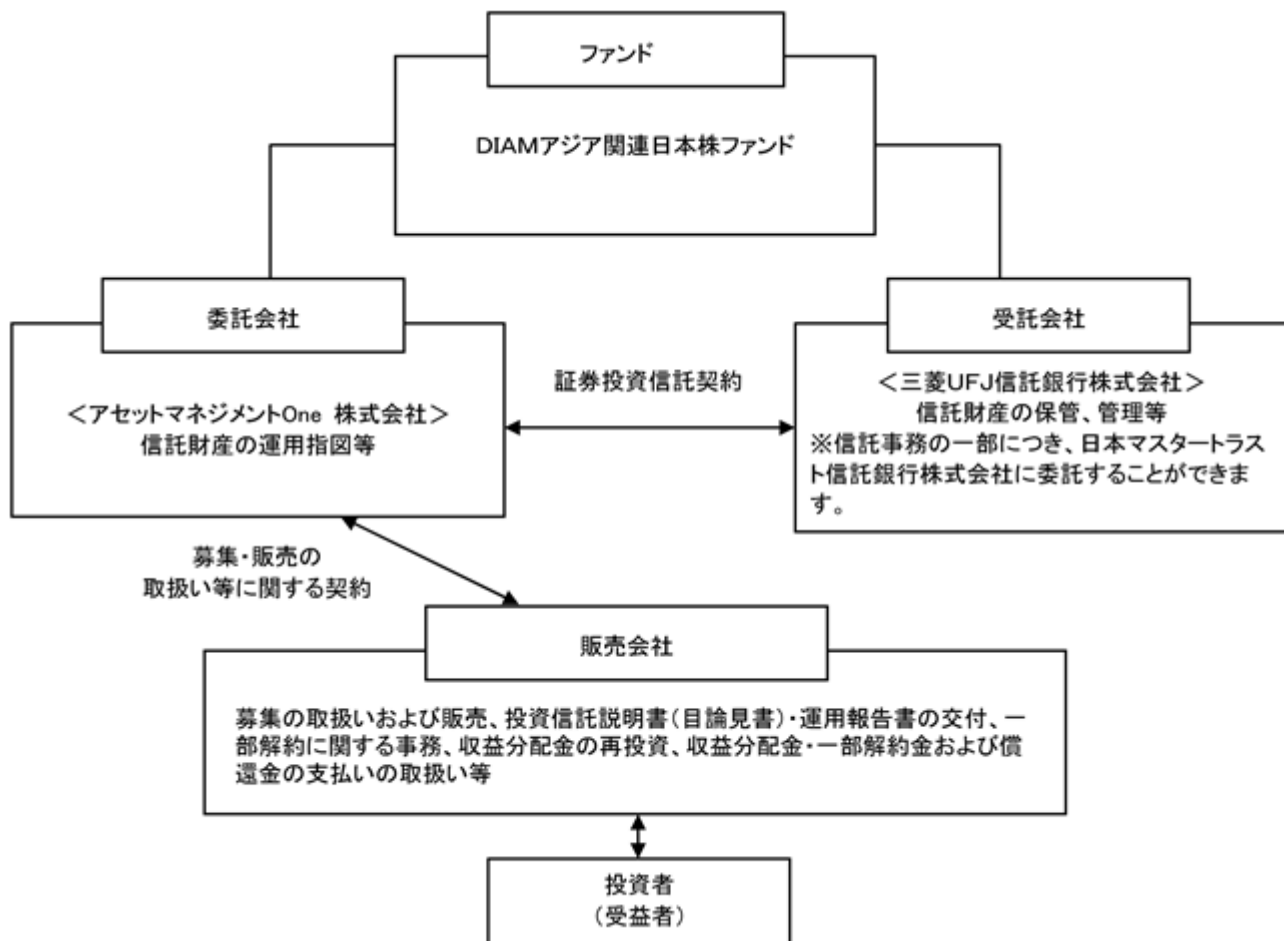 ファンド
DIAMアジア関連日本株ファンド
委託会社
＜アセットマネジメントOne 株式会社＞
信託財産の運用指図等
証券投資信託契約
受託会社
＜三菱UFJ信託銀行株式会社＞
信託財産の保管、管理等
※信託事務の一部につき、日本マスタートラス
ト信託銀行株式会社に委託することができま
す。
募集・販売の
取扱い等に関する契約
販売会社
募集の取扱いおよび販売、投資信託説明書（目論見書）・運用報告書の交付、一
部解約に関する事務、収益分配金の再投資、収益分配金・一部解約金および償
還金の支払いの取扱い等
投資者
（受益者）